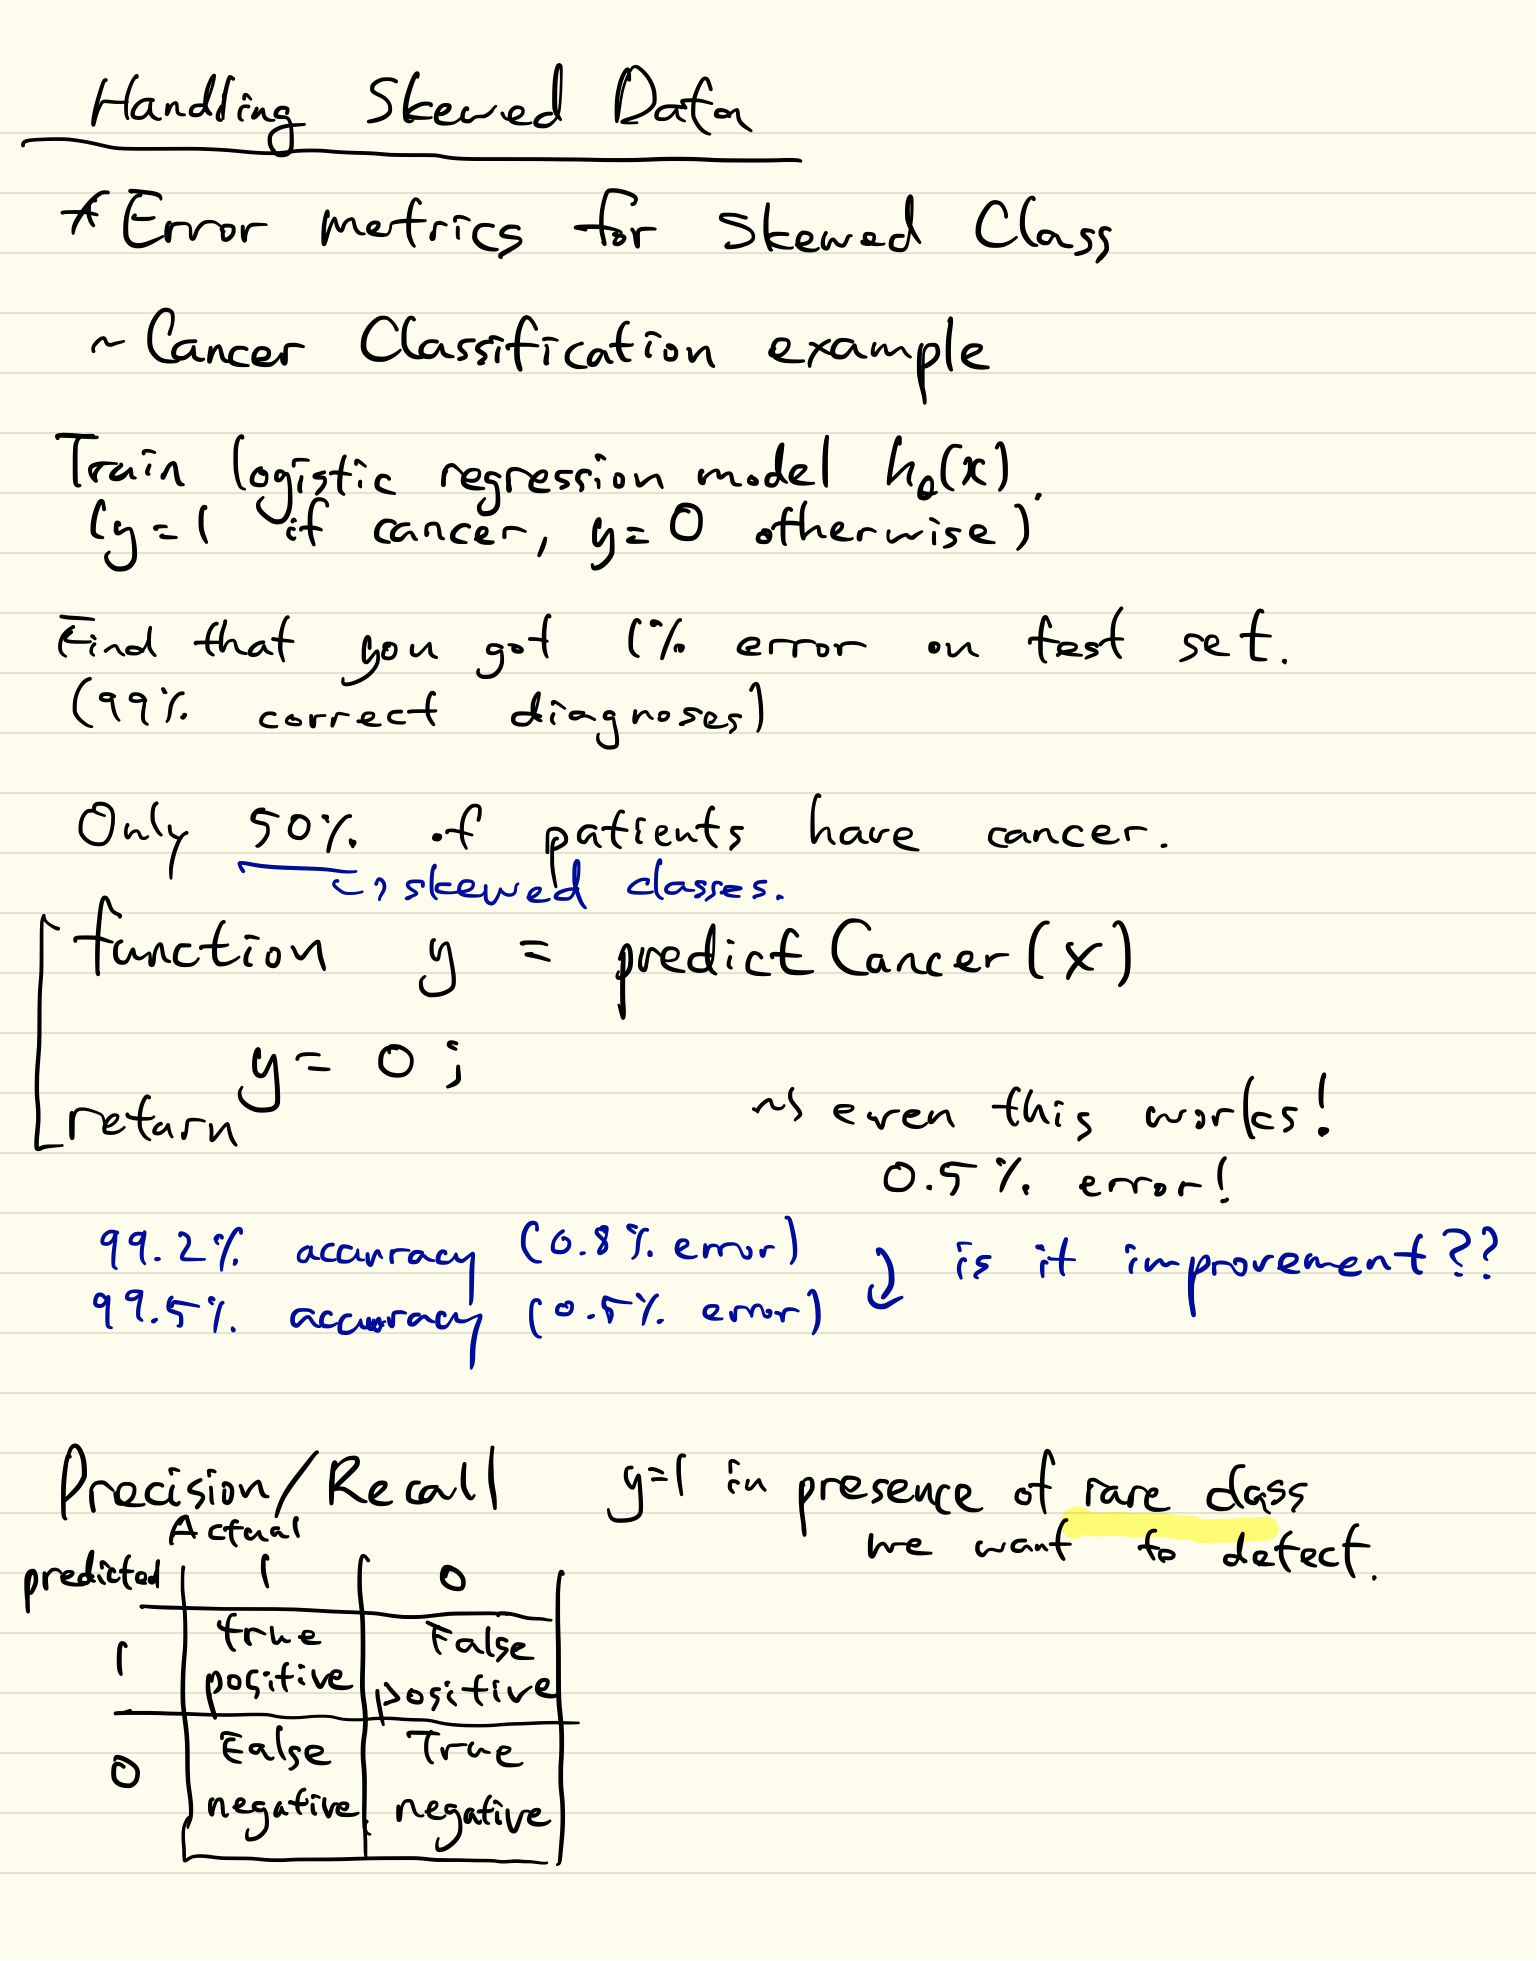 Handling Skewed Data
* Error metrics for Skewed Class
~ Cancer Classification example
Train logistic regression model hθ(x).
(y=1 if cancer, y=0 otherwise)
Find that you got 1% error on test set.
(99% correct diagnoses)
Only 50% of patients have cancer.
↪ skewed classes.
function y = predictCancer(x)
y = 0;
return
~> even this works!
0.5% error!
99.2% accuracy (0.8% error)
99.5% accuracy (0.5% error)
is it improvement??
Precision/Recall y=1 in presence of rare class
we want to detect.
Actual
predicted 1 0
1 true positive False positive
0 False negative True negative